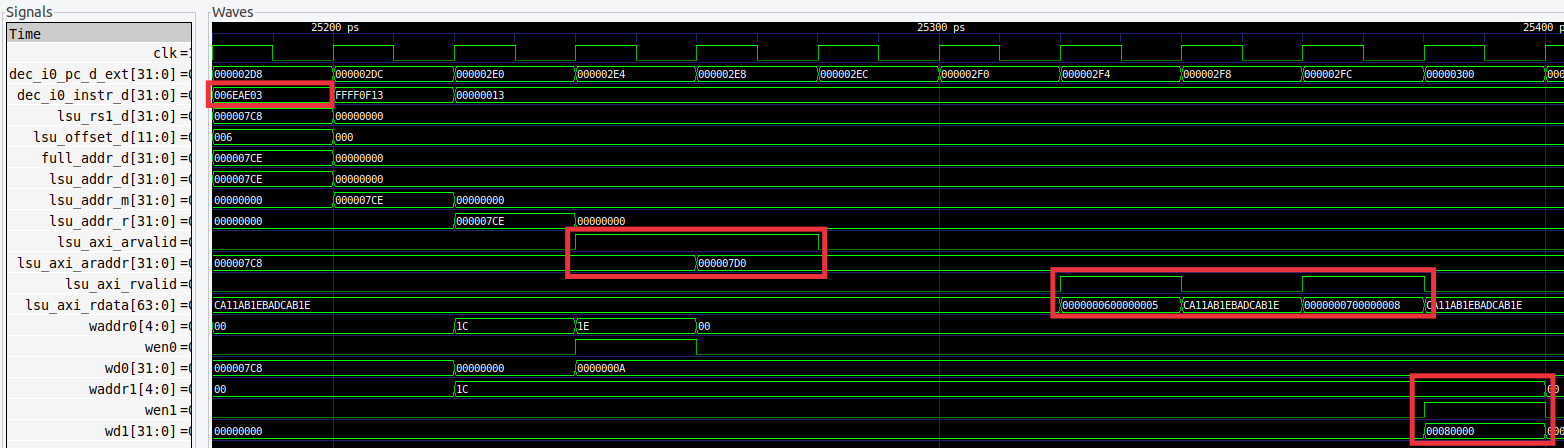 Signals Waves
Time 25200 ps 25300 ps 25400 p
clk=1
dec_i0_pc_d_ext[31:0]=0 000002D8 000002DC 000002E0 000002E4 000002E8 000002EC 000002F0 000002F4 000002F8 000002FC 00000300 000
dec_i0_instr_d[31:0]=0 006EAE03 FFFF0F13 00000013
lsu_rs1_d[31:0]=0 000007C8 00000000
lsu_offset_d[11:0]=0 006 000
full_addr_d[31:0]=0 000007CE 00000000
lsu_addr_d[31:0]=0 000007CE 00000000
lsu_addr_m[31:0]=0 00000000 000007CE 00000000
lsu_addr_r[31:0]=0 00000000 000007CE 00000000
lsu_axi_arvalid=0
lsu_axi_araddr[31:0]=0 000007C8 000007D0
lsu_axi_rvalid=0
lsu_axi_rdata[63:0]=0 CA11AB1EBADCAB1E 0000000600000005 CA11AB1EBADCAB1E 0000000700000008 CA11AB1EBADCAB1E
waddr0[4:0]=0 00 1C 1E 00
wen0=0
wd0[31:0]=0 000007C8 00000000 0000000A
waddr1[4:0]=0 00 1C 00
wen1=0
wd1[31:0]=0 00000000 00080000 000